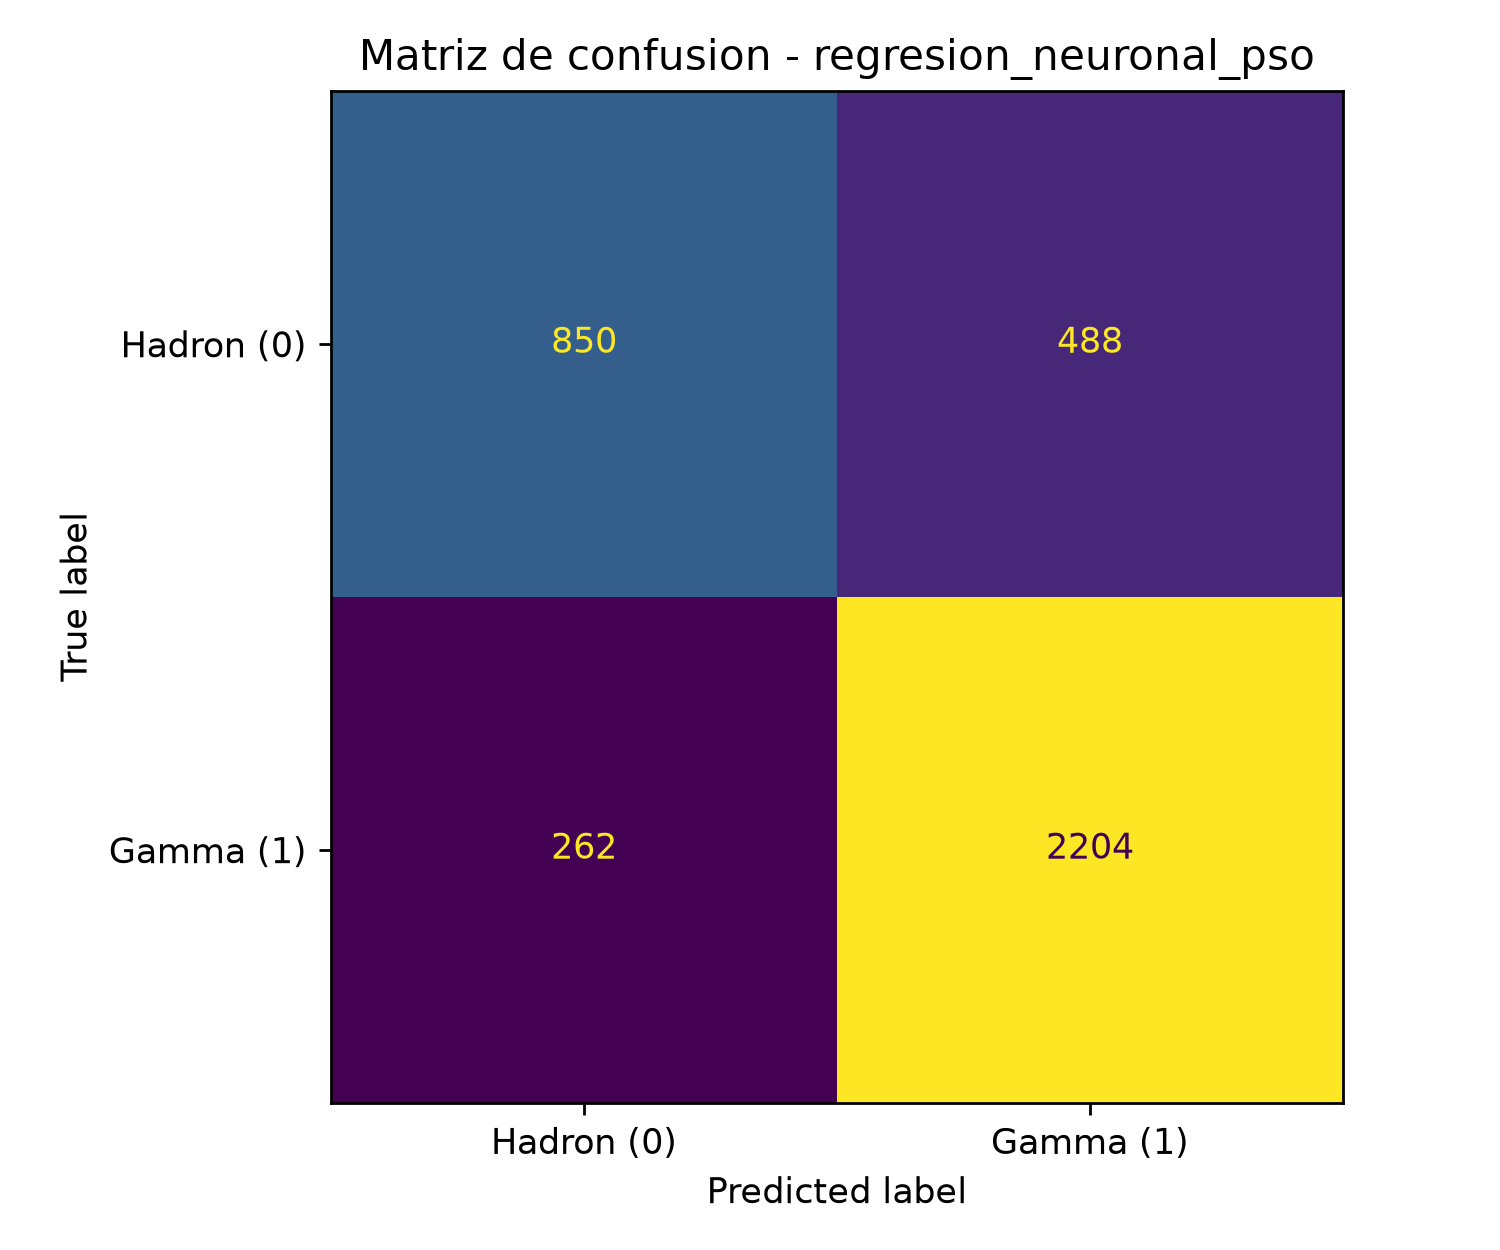 Matriz de confusion - regresion_neuronal_pso
Hadron (0)
850
488
True label
Gamma (1)
262
2204
Hadron (0)
Gamma (1)
Predicted label